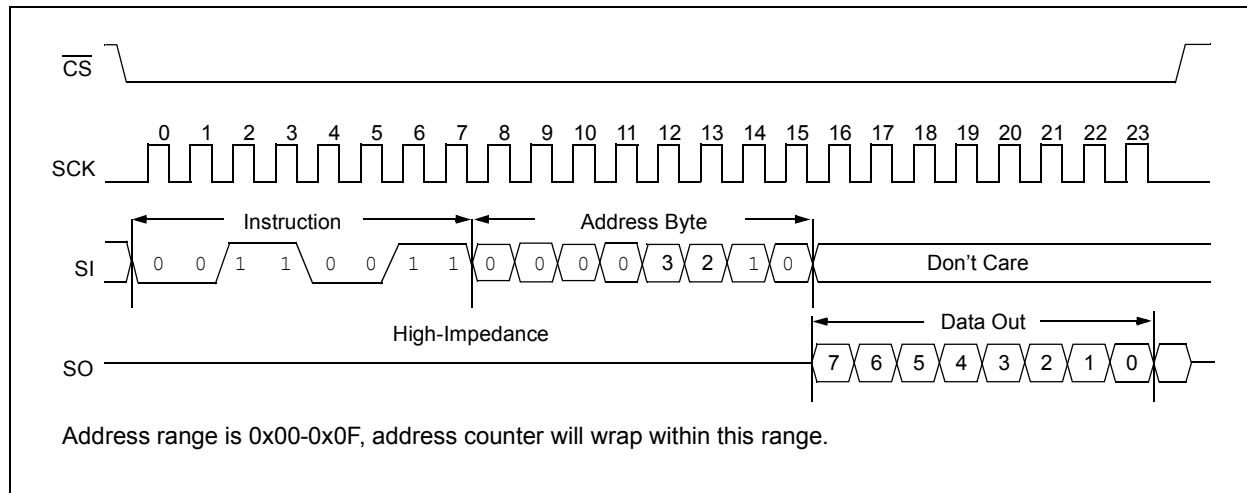 CS
0 1 2 3 4 5 6 7 8 9 10 11 12 13 14 15 16 17 18 19 20 21 22 23
SCK
Instruction Address Byte
SI 0 0 1 1 0 0 1 1 0 0 0 0 3 2 1 0 Don't Care
High-Impedance Data Out
SO 7 6 5 4 3 2 1 0
Address range is 0x00-0x0F, address counter will wrap within this range.